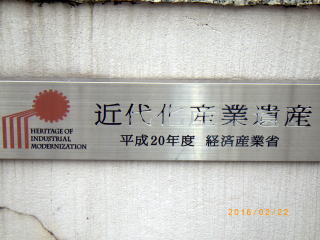 近代化産業遺産
HERITAGE OF
INDUSTRIAL
MODERNIZATION
平成20年度 経済産業省
2016/02/22